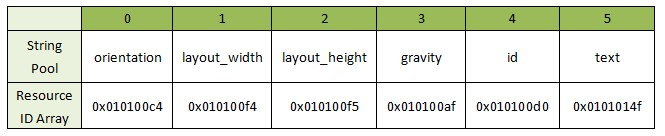 0 1 2 3 4 5
String Pool orientation layout_width layout_height gravity id text
Resource ID Array 0x010100c4 0x010100f4 0x010100f5 0x010100af 0x010100d0 0x0101014f